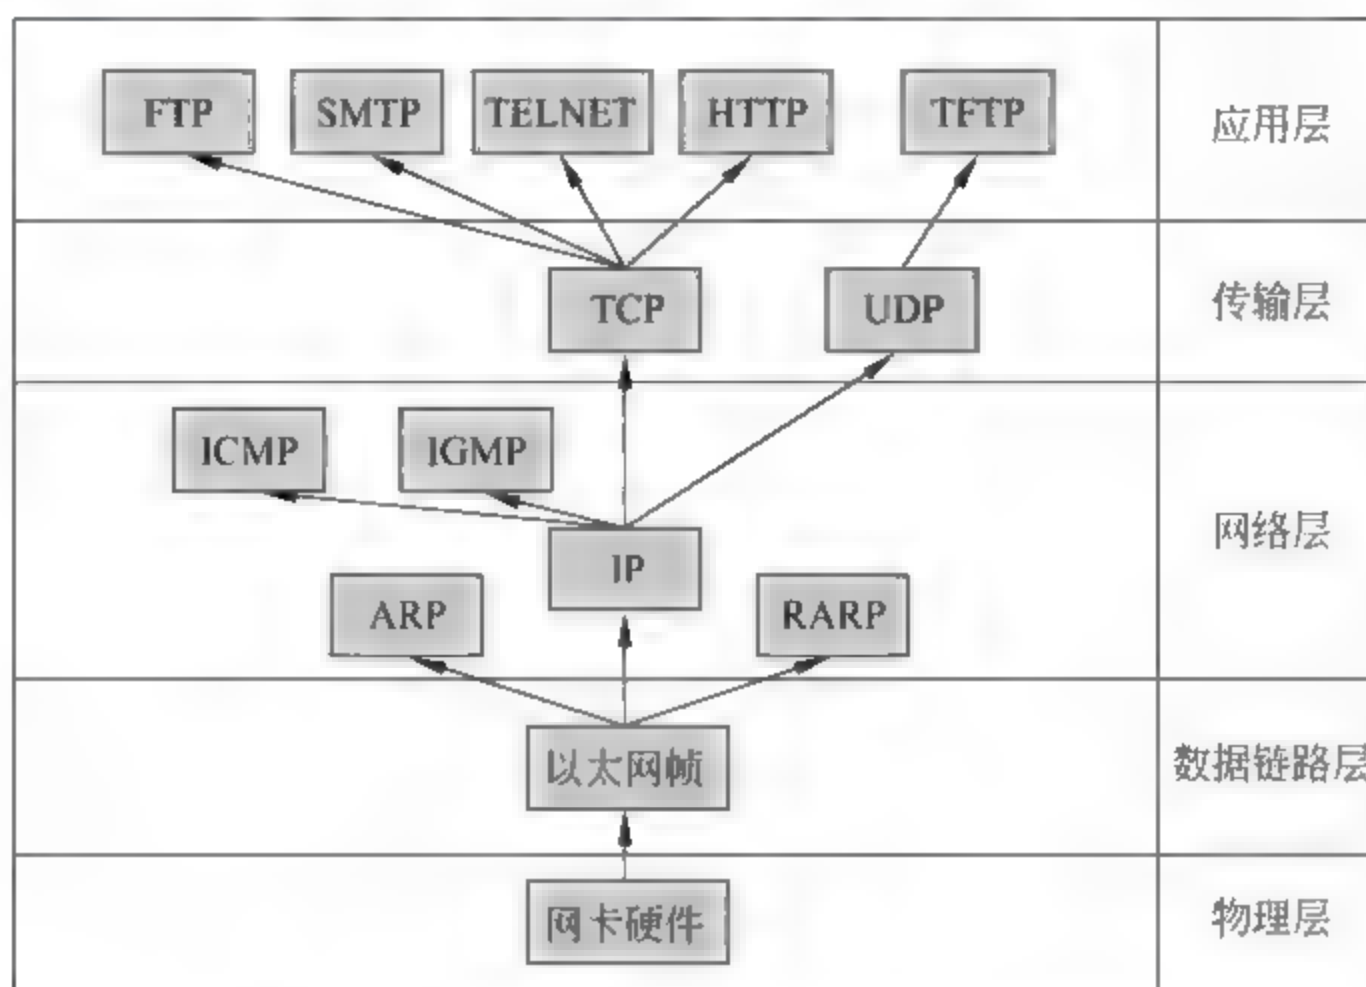 FTP SMTP TELNET HTTP TFTP 应用层
TCP UDP 传输层
ICMP IGMP
IP 网络层
ARP RARP
以太网帧 数据链路层
网卡硬件 物理层